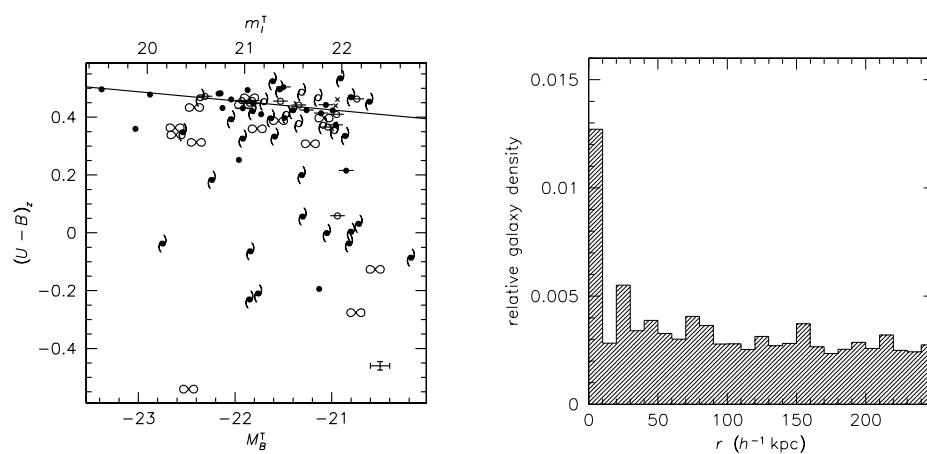 m_I^T
20 21 22
0.4
0.2
0
−0.2
−0.4
(U − B)_z
−23 −22 −21
M_B^T
0.015
0.01
0.005
0
relative galaxy density
0 50 100 150 200
r (h⁻¹ kpc)